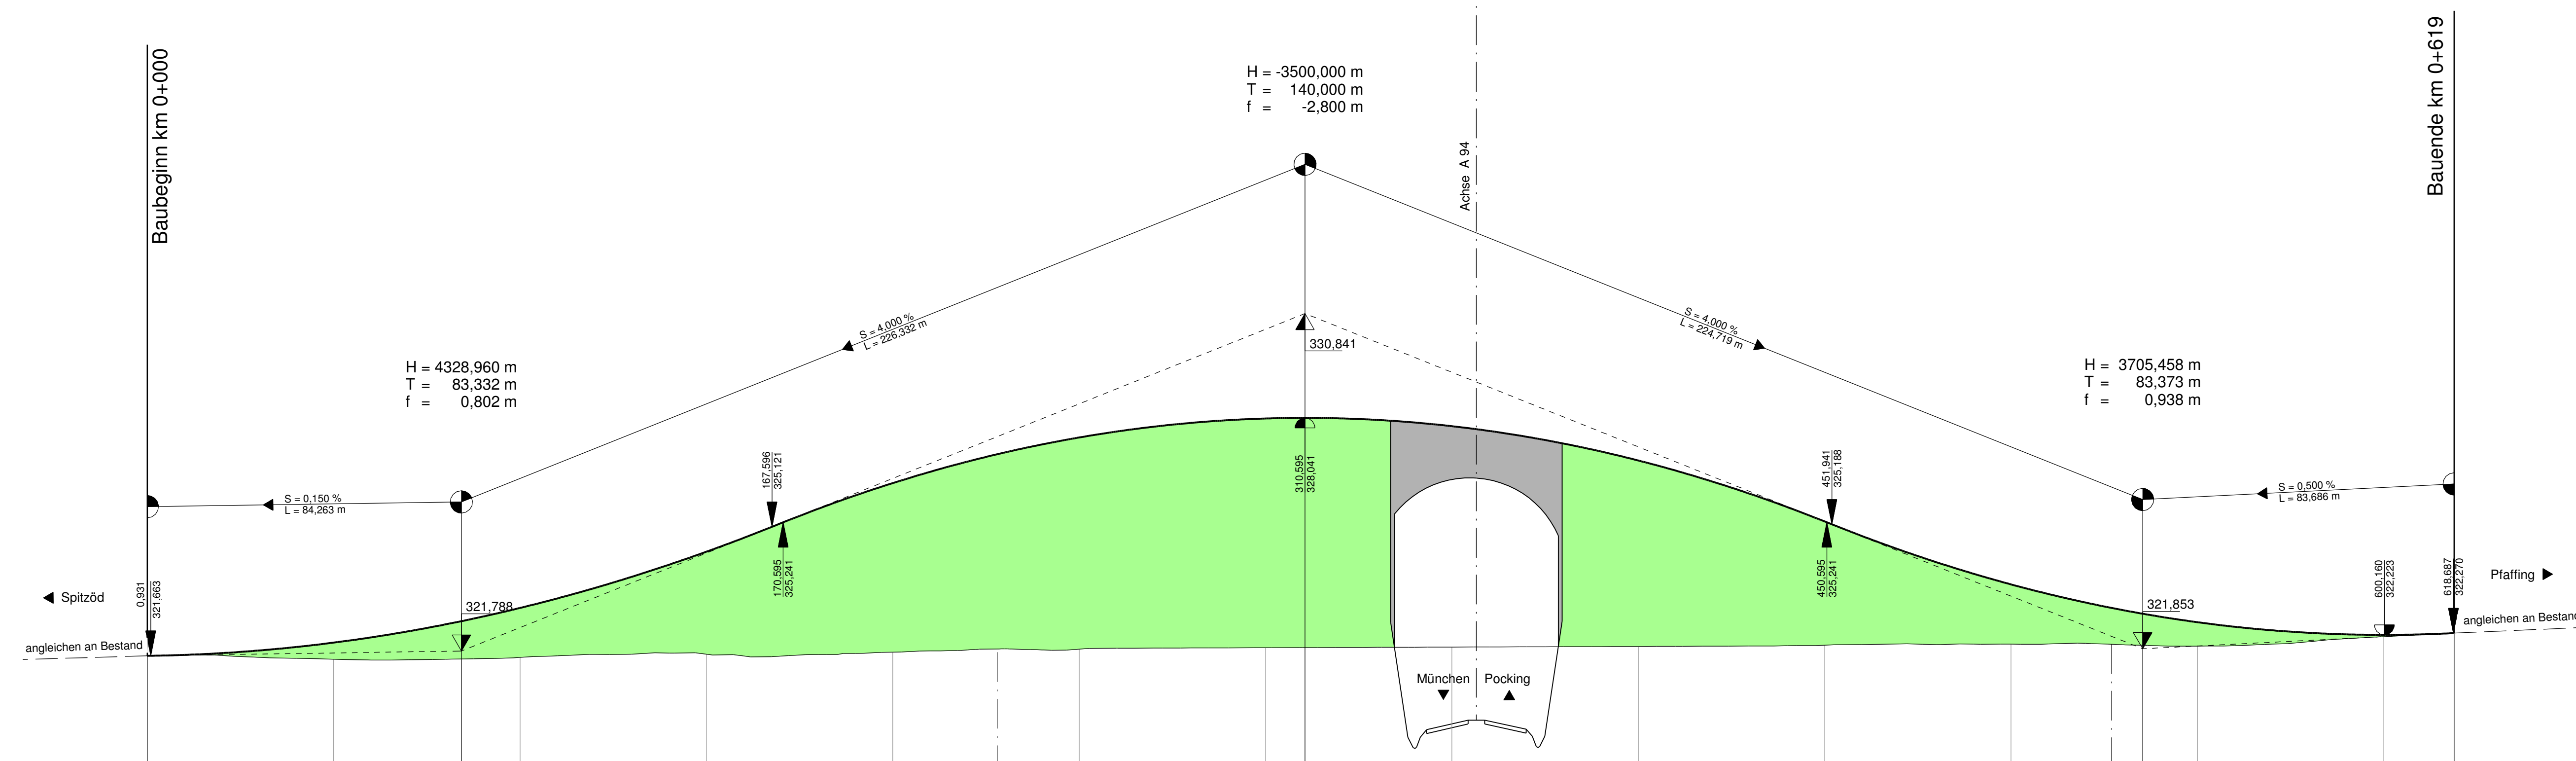 Baubeginn km 0+000
Bauende km 0+619
H = -3500,000 m
T = 140,000 m
f = -2,800 m
Achse A 94
S = 4,000 %
L = 226,332 m
S = 4,000 %
L = 224,719 m
330,841
H = 4328,960 m
T = 83,332 m
f = 0,802 m
H = 3705,458 m
T = 83,373 m
f = 0,938 m
S = 0,150 %
L = 84,263 m
S = 0,500 %
L = 83,686 m
167,596
325,121
310,595
328,041
451,941
325,188
170,595
325,241
450,595
325,241
0,931
321,663
600,160
322,223
618,687
322,270
Spitzöd
Pfaffing
321,788
321,853
angleichen an Bestand
angleichen an Bestand
München
Pocking